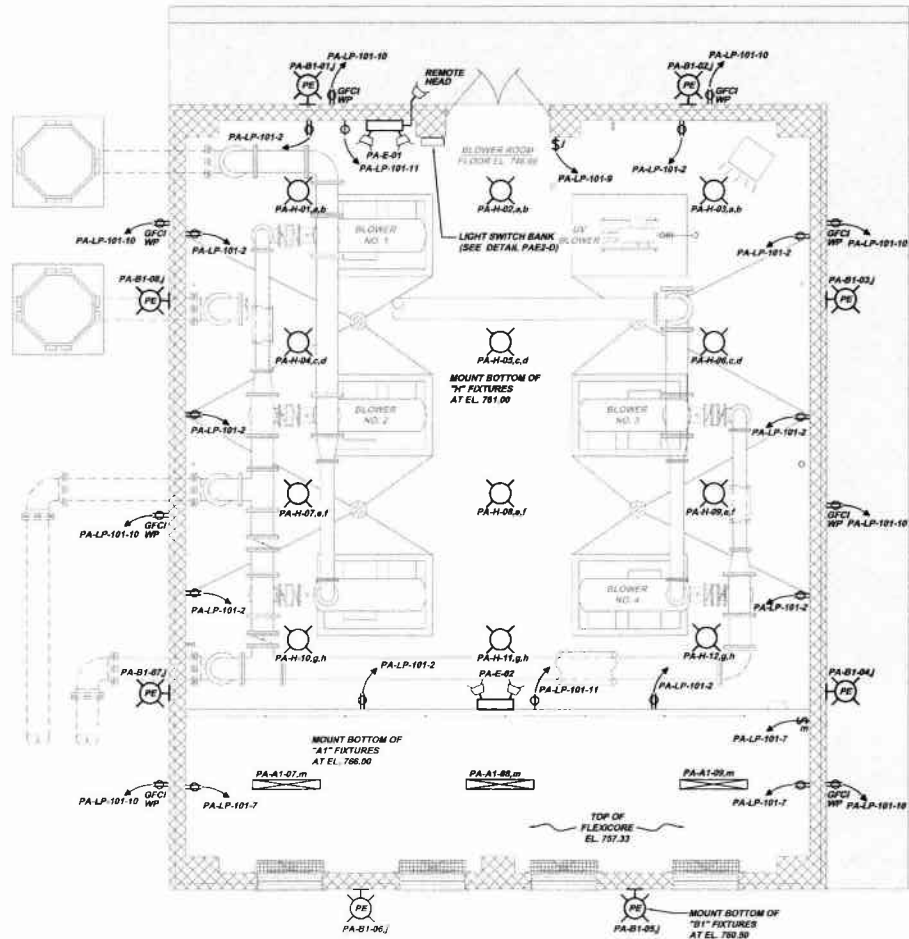 PA-LP-101-10
PA-LP-101-10
PA-B1-01,j
REMOTE
HEAD
PA-B1-02,j
PE
GFCI
WP
PE
GFCI
WP
PA-LP-101-2
PA-E-01
PA-LP-101-11
BLOWER ROOM
$j
PA-LP-101-9
PA-LP-101-2
PA-H-01,a,b
PA-H-02,a,b
PA-H-03,a,b
PA-LP-101-10
GFCI
WP
PA-LP-101-2
BLOWER
NO. 1
LIGHT SWITCH BANK
(SEE DETAIL PAE2-D)
UV
BLOWER
PA-LP-101-2
GFCI
WP
PA-LP-101-10
PA-B1-08,j
PE
PA-B1-03,j
PE
PA-H-04,c,d
PA-H-05,c,d
PA-H-06,c,d
MOUNT BOTTOM OF
"H" FIXTURES
AT EL. 761.00
PA-LP-101-2
BLOWER
NO. 2
BLOWER
NO. 3
PA-LP-101-2
PA-H-07,e,f
PA-H-08,e,f
PA-H-09,e,f
PA-LP-101-10
GFCI
WP
GFCI
WP
PA-LP-101-10
PA-LP-101-2
BLOWER
NO. 4
PA-LP-101-2
PA-H-10,g,h
PA-H-11,g,h
PA-H-12,g,h
PA-B1-07,j
PE
PA-LP-101-2
PA-E-02
PA-LP-101-11
PA-LP-101-2
PA-B1-04,j
PE
PA-LP-101-7
MOUNT BOTTOM OF
"A1" FIXTURES
AT EL. 766.00
PA-A1-07,m
PA-A1-08,m
PA-A1-09,m
PA-LP-101-10
GFCI
WP
PA-LP-101-7
PA-LP-101-7
GFCI
WP
PA-LP-101-10
TOP OF
FLEXICORE
EL. 757.33
PE
PA-B1-06,j
PE
PA-B1-05,j
MOUNT BOTTOM OF
"B1" FIXTURES
AT EL. 760.50